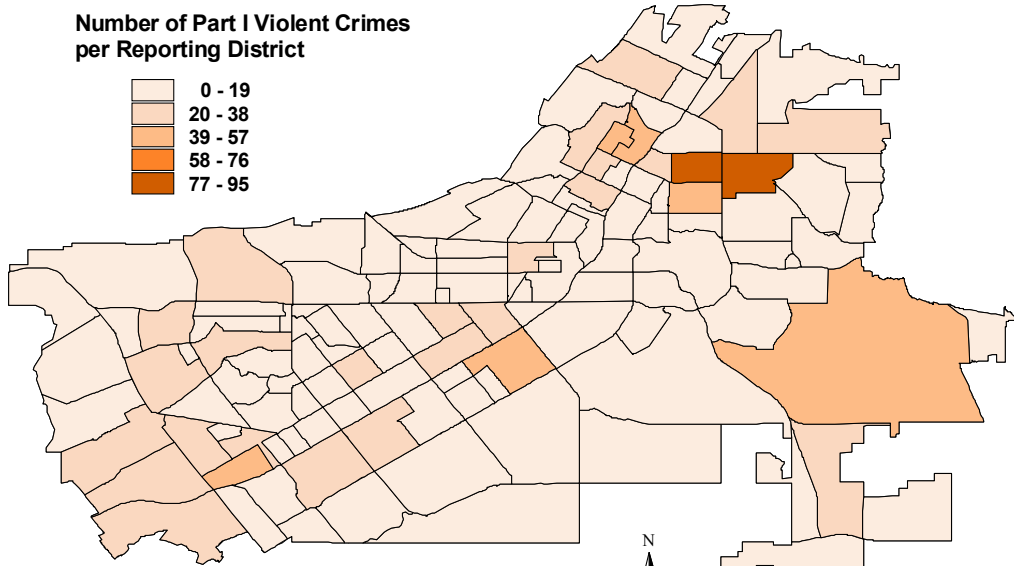 Number of Part I Violent Crimes
per Reporting District
0 - 19
20 - 38
39 - 57
58 - 76
77 - 95
N